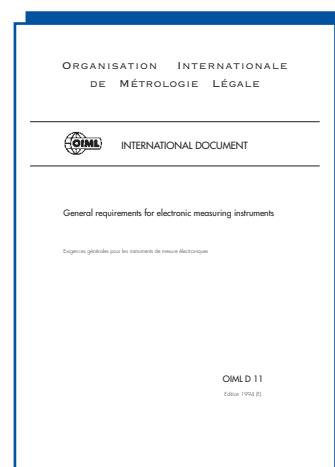 ORGANISATION INTERNATIONALE
DE MÉTROLOGIE LÉGALE
OIML
INTERNATIONAL DOCUMENT
General requirements for electronic measuring instruments
Exigences générales pour les instruments de mesure électroniques
OIML D 11
Edition 1994 (E)